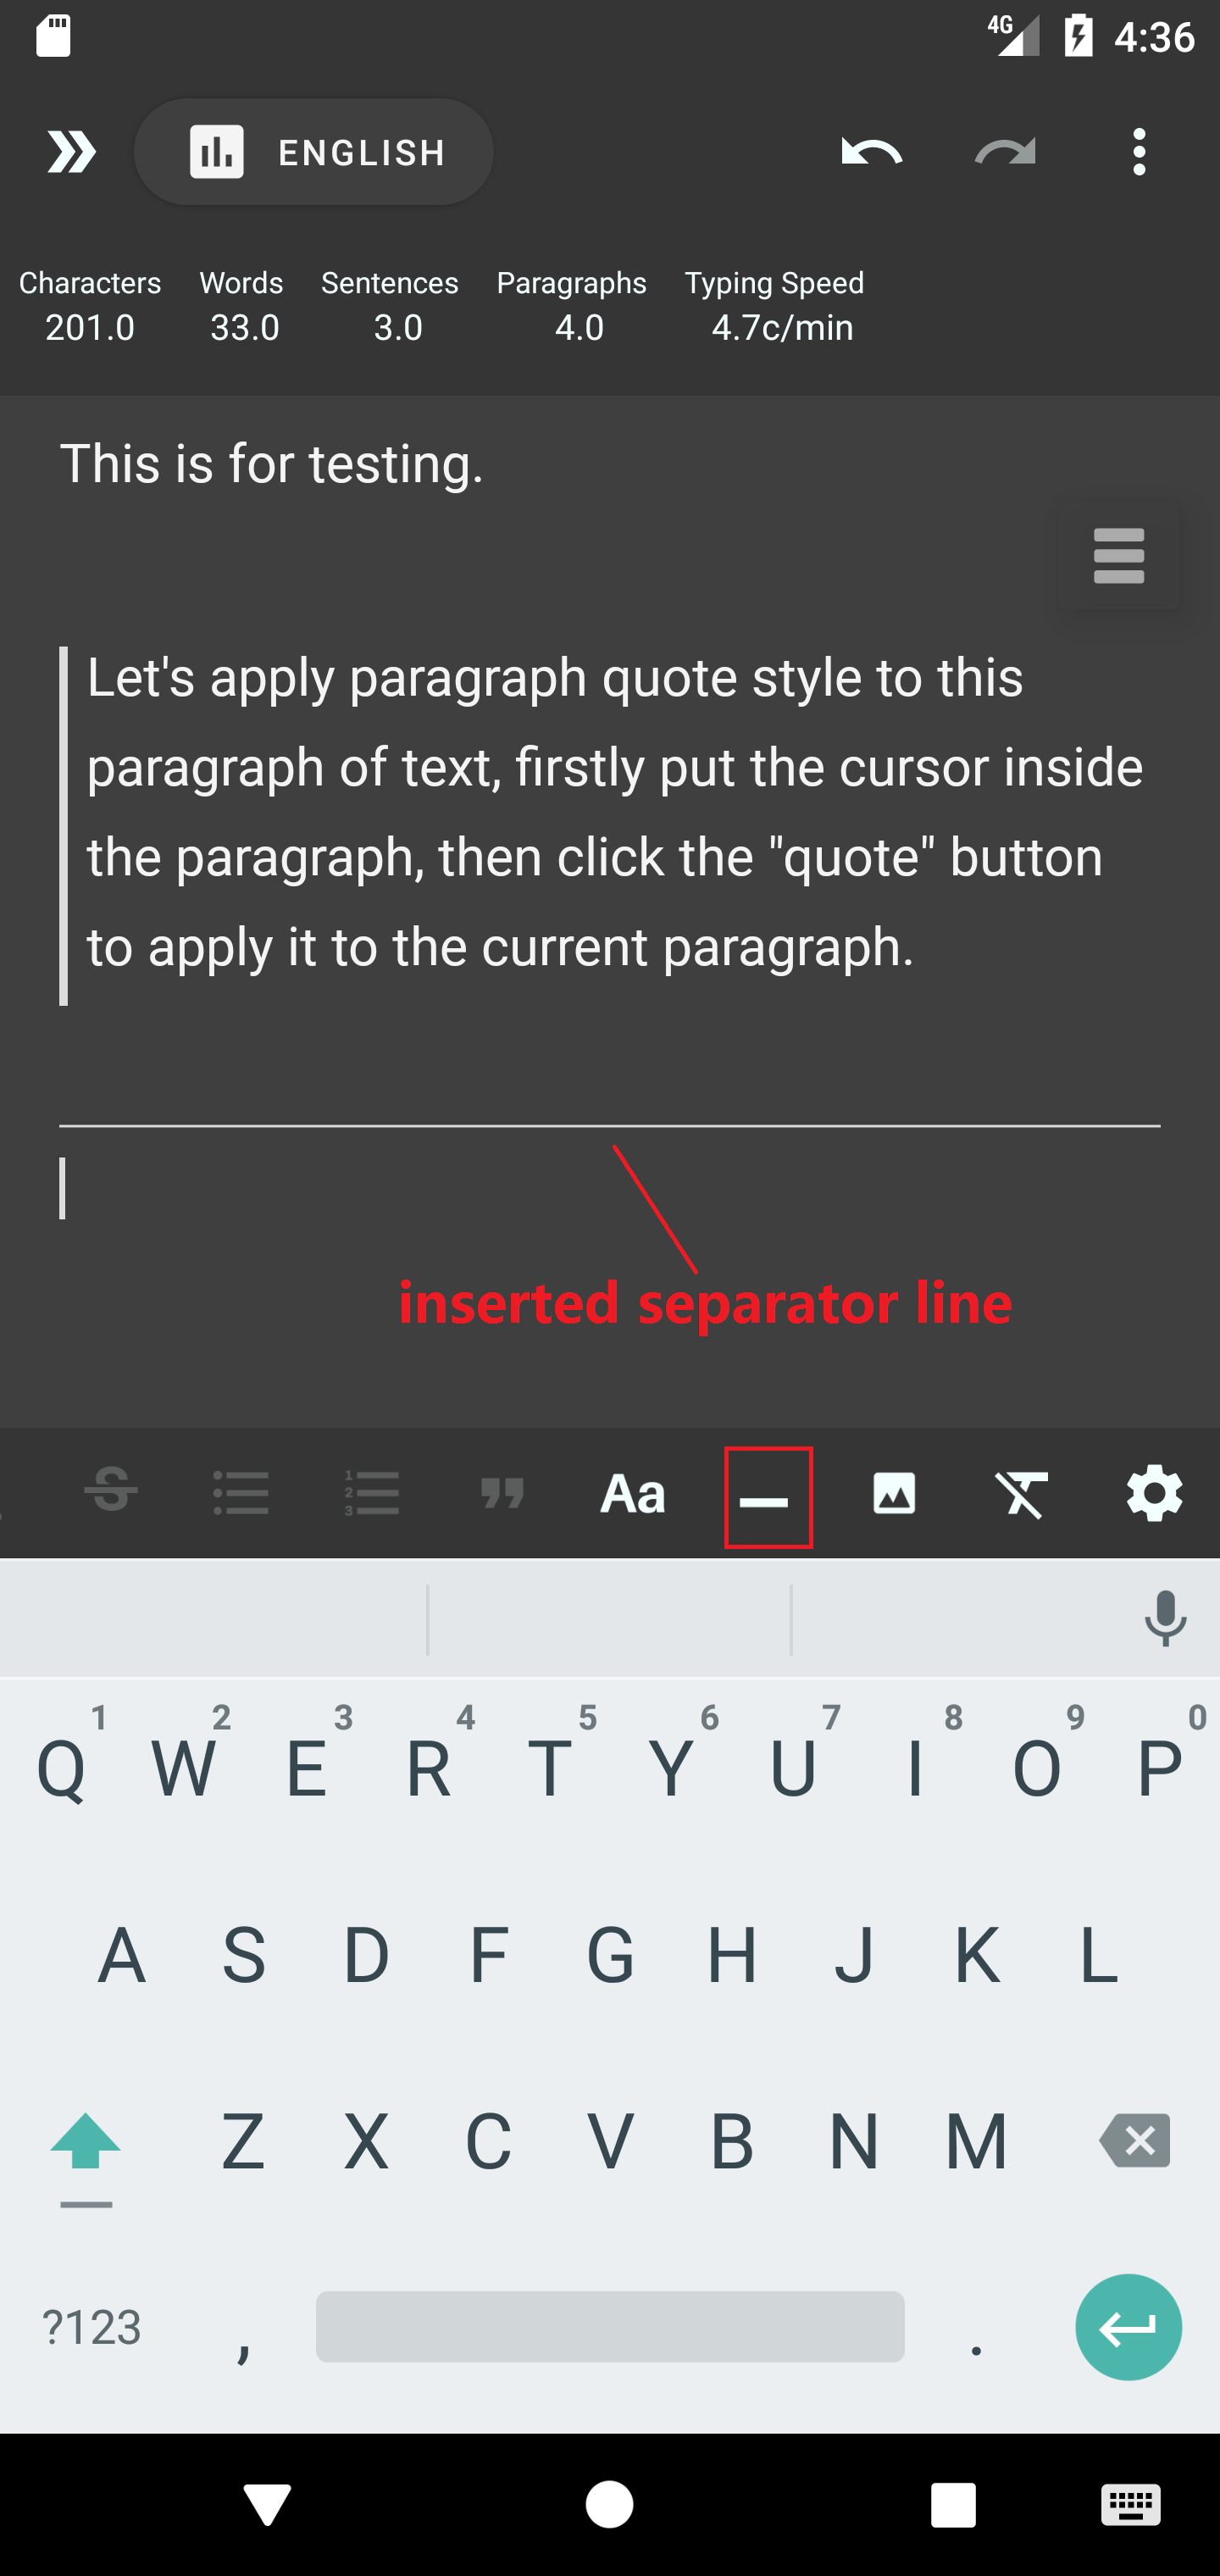 4G 4:36
ENGLISH
Characters Words Sentences Paragraphs Typing Speed
201.0 33.0 3.0 4.0 4.7c/min
This is for testing.
Let's apply paragraph quote style to this
paragraph of text, firstly put the cursor inside
the paragraph, then click the "quote" button
to apply it to the current paragraph.
inserted separator line
S 1 2 3 " Aa
1 2 3 4 5 6 7 8 9 0
Q W E R T Y U I O P
A S D F G H J K L
Z X C V B N M
?123 , .